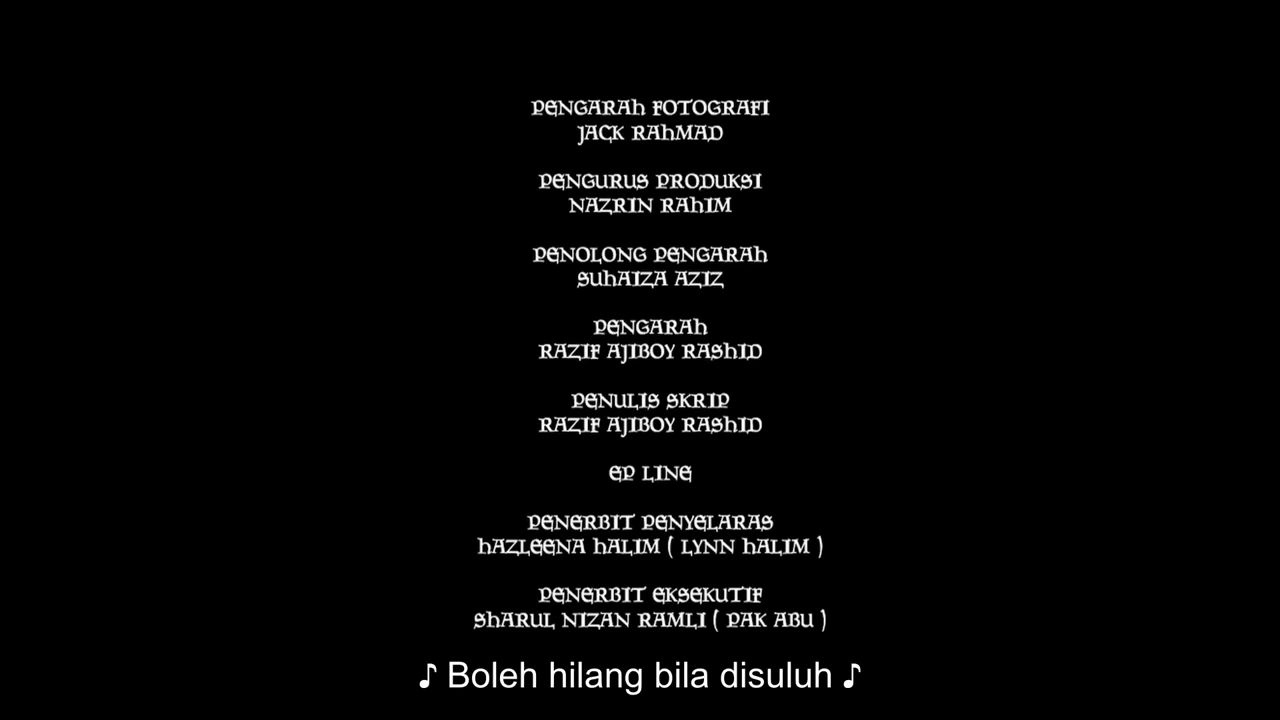 PENGARAH FOTOGRAFI
JACK RAHMAD
PENGURUS PRODUKSI
NAZRIN RAHIM
PENOLONG PENGARAH
SUHAIZA AZIZ
PENGARAH
RAZIF AJIBOY RASHID
PENULIS SKRIP
RAZIF AJIBOY RASHID
EP LINE
PENERBIT PENYELARAS
HAZLEENA HALIM ( LYNN HALIM )
PENERBIT EKSEKUTIF
SHARUL NIZAN RAMLI ( PAK ABU )
♪ Boleh hilang bila disuluh ♪